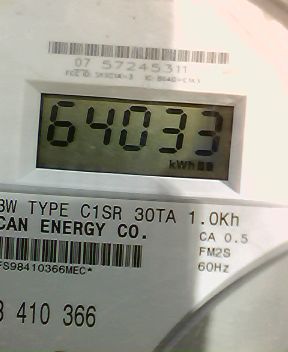 07 57245311
64033
kWh
3W TYPE C1SR 30TA 1.0Kh
CAN ENERGY CO.
CA 0.5
FM2S
60Hz
FS98410366MEC*
3 410 366